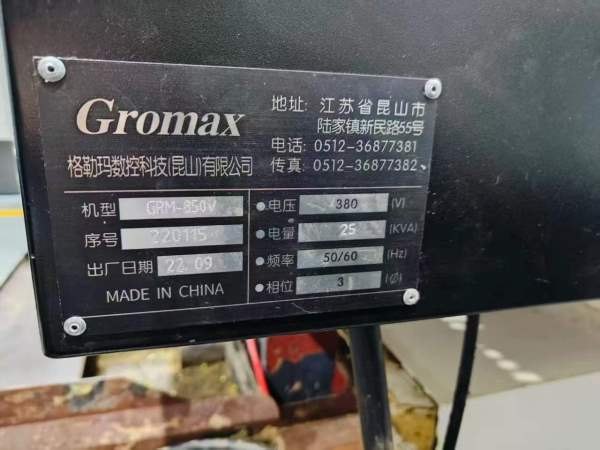 Gromax
格勒玛数控科技(昆山)有限公司
地址: 江苏省昆山市
陆家镇新民路55号
电话: 0512-36877381
传真: 0512-36877382
机型 GRM-850V
序号 220115
出厂日期 22.09
MADE IN CHINA
电压 380 (V)
电量 25 (KVA)
频率 50/60 (Hz)
相位 3 (Ø)